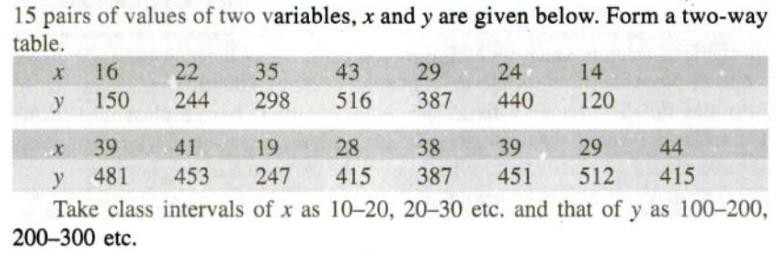 15 pairs of values of two variables, x and y are given below. Form a two-way
table.
x 16 22 35 43 29 24 14
y 150 244 298 516 387 440 120
x 39 41 19 28 38 39 29 44
y 481 453 247 415 387 451 512 415
Take class intervals of x as 10–20, 20–30 etc. and that of y as 100–200,
200–300 etc.